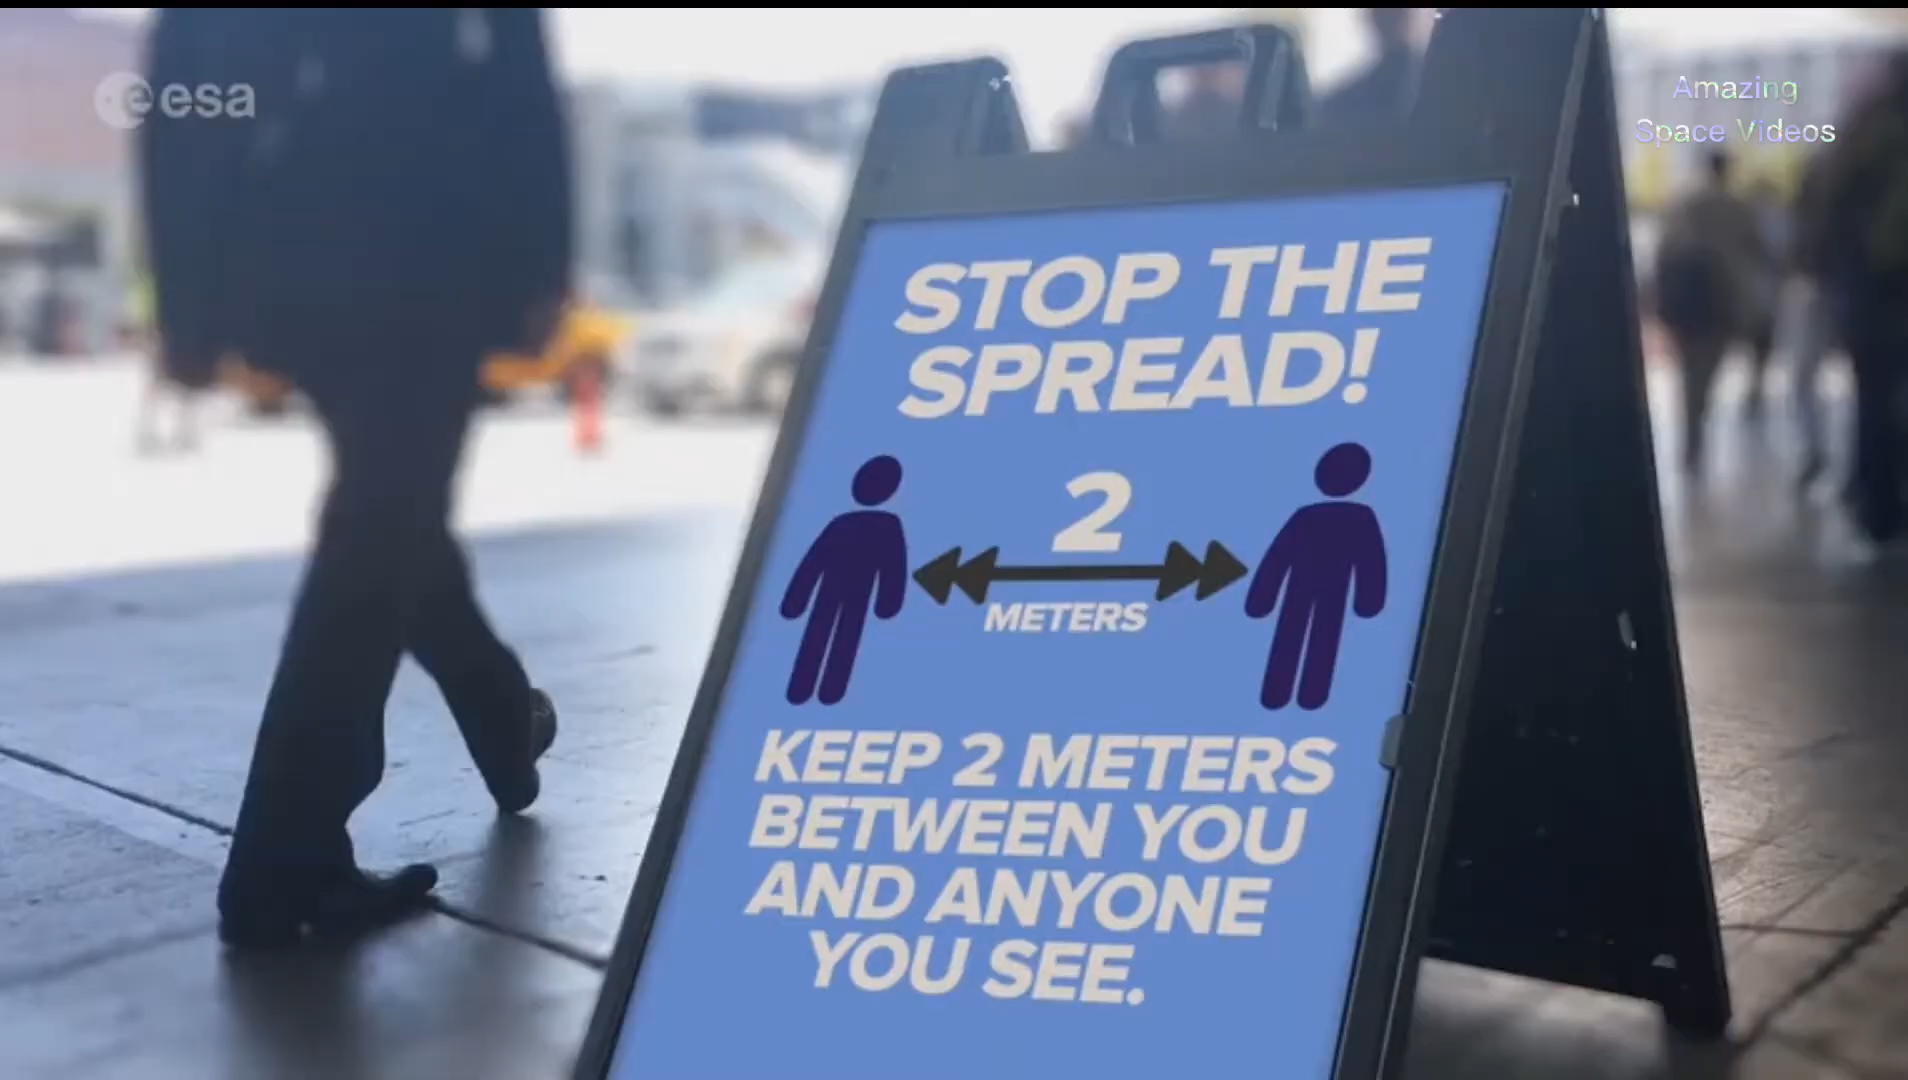 esa
Amazing
Space Videos
STOP THE
SPREAD!
2
METERS
KEEP 2 METERS
BETWEEN YOU
AND ANYONE
YOU SEE.